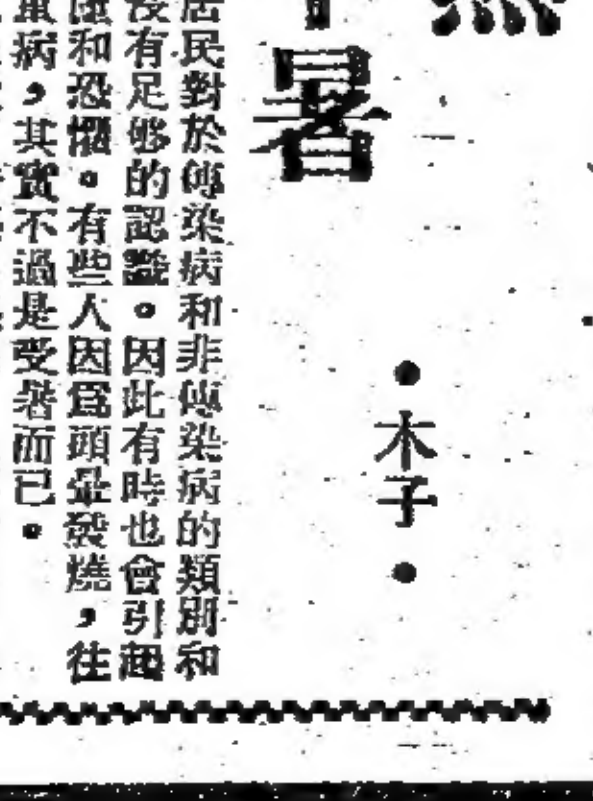 暑
•木子•
居民對於傳染病和非傳染病的類別和
沒有足够的認識。因此有時也會引起
和恐懼。有些人因爲頭暈發燒，往
病，其實不過是受暑而已。